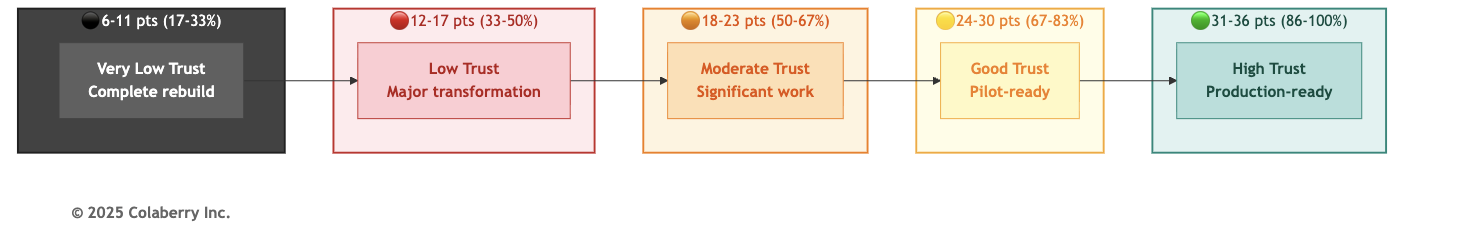 ⚫6-11 pts (17-33%)
Very Low Trust
Complete rebuild
🔴12-17 pts (33-50%)
Low Trust
Major transformation
🟠18-23 pts (50-67%)
Moderate Trust
Significant work
🟡24-30 pts (67-83%)
Good Trust
Pilot-ready
🟢31-36 pts (86-100%)
High Trust
Production-ready
© 2025 Colaberry Inc.